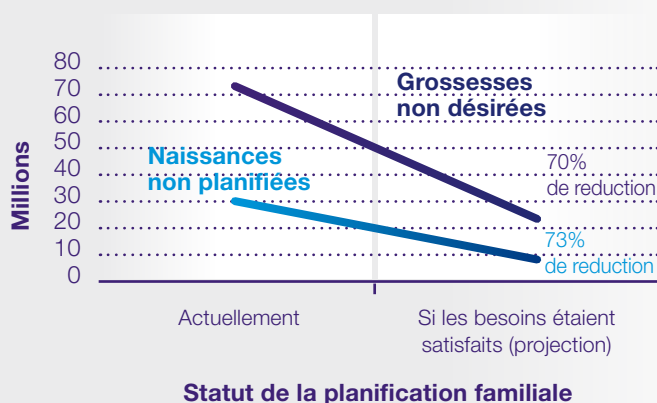 80
70
60
50
40
30
20
10
0
Millions
Grossesses
non désirées
Naissances
non planifiées
70%
de reduction
73%
de reduction
Actuellement
Si les besoins étaient
satisfaits (projection)
Statut de la planification familiale